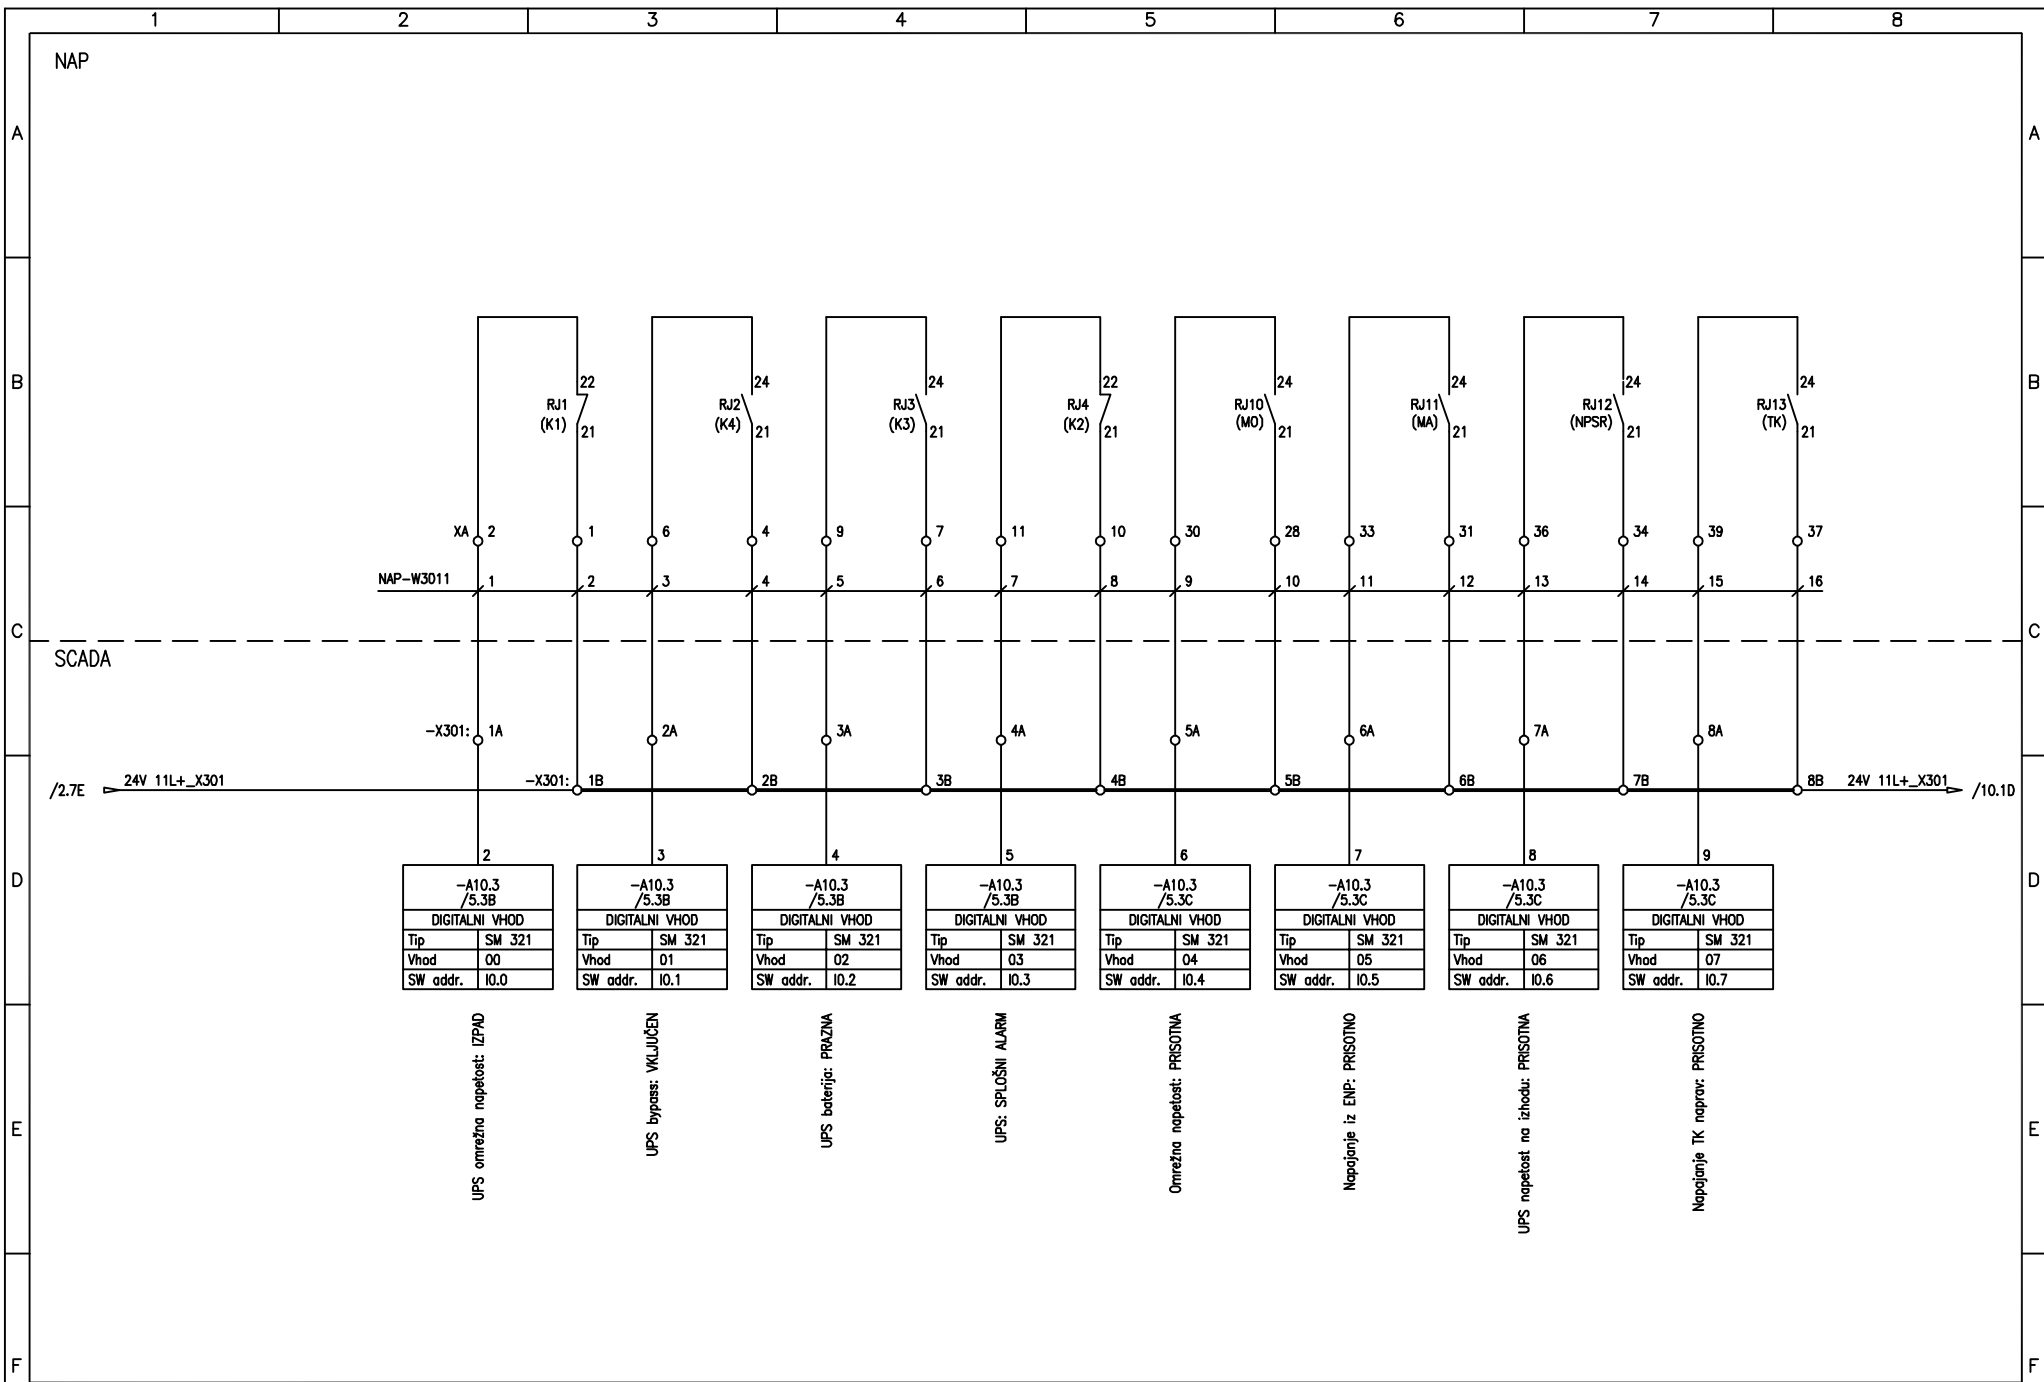 1 2 3 4 5 6 7 8
NAP
A A
B B
22 24 24 22 24 24 24 24
RJ1 RJ2 RJ3 RJ4 RJ10 RJ11 RJ12 RJ13
(K1) (K4) (K3) (K2) (MO) (MA) (NPSR) (TK)
21 21 21 21 21 21 21 21
XA 2 1 6 4 9 7 11 10 30 28 33 31 36 34 39 37
NAP-W3011 1 2 3 4 5 6 7 8 9 10 11 12 13 14 15 16
C C
SCADA
-X301: 1A 2A 3A 4A 5A 6A 7A 8A
/2.7E 24V 11L+_X301 -X301: 1B 2B 3B 4B 5B 6B 7B 8B 24V 11L+_X301 /10.1D
2 3 4 5 6 7 8 9
D D
-A10.3 -A10.3 -A10.3 -A10.3 -A10.3 -A10.3 -A10.3 -A10.3
/5.3B /5.3B /5.3B /5.3B /5.3C /5.3C /5.3C /5.3C
DIGITALNI VHOD DIGITALNI VHOD DIGITALNI VHOD DIGITALNI VHOD DIGITALNI VHOD DIGITALNI VHOD DIGITALNI VHOD DIGITALNI VHOD
Tip SM 321 Tip SM 321 Tip SM 321 Tip SM 321 Tip SM 321 Tip SM 321 Tip SM 321 Tip SM 321
Vhod 00 Vhod 01 Vhod 02 Vhod 03 Vhod 04 Vhod 05 Vhod 06 Vhod 07
SW addr. I0.0 SW addr. I0.1 SW addr. I0.2 SW addr. I0.3 SW addr. I0.4 SW addr. I0.5 SW addr. I0.6 SW addr. I0.7
UPS omrežna napetost: IZPAD
UPS bypass: VKLJUČEN
UPS baterija: PRAZNA
UPS: SPLOŠNI ALARM
Omrežna napetost: PRISOTNA
Napajanje iz ENP: PRISOTNO
UPS napetost na izhodu: PRISOTNA
Napajanje TK naprav: PRISOTNO
E E
F F